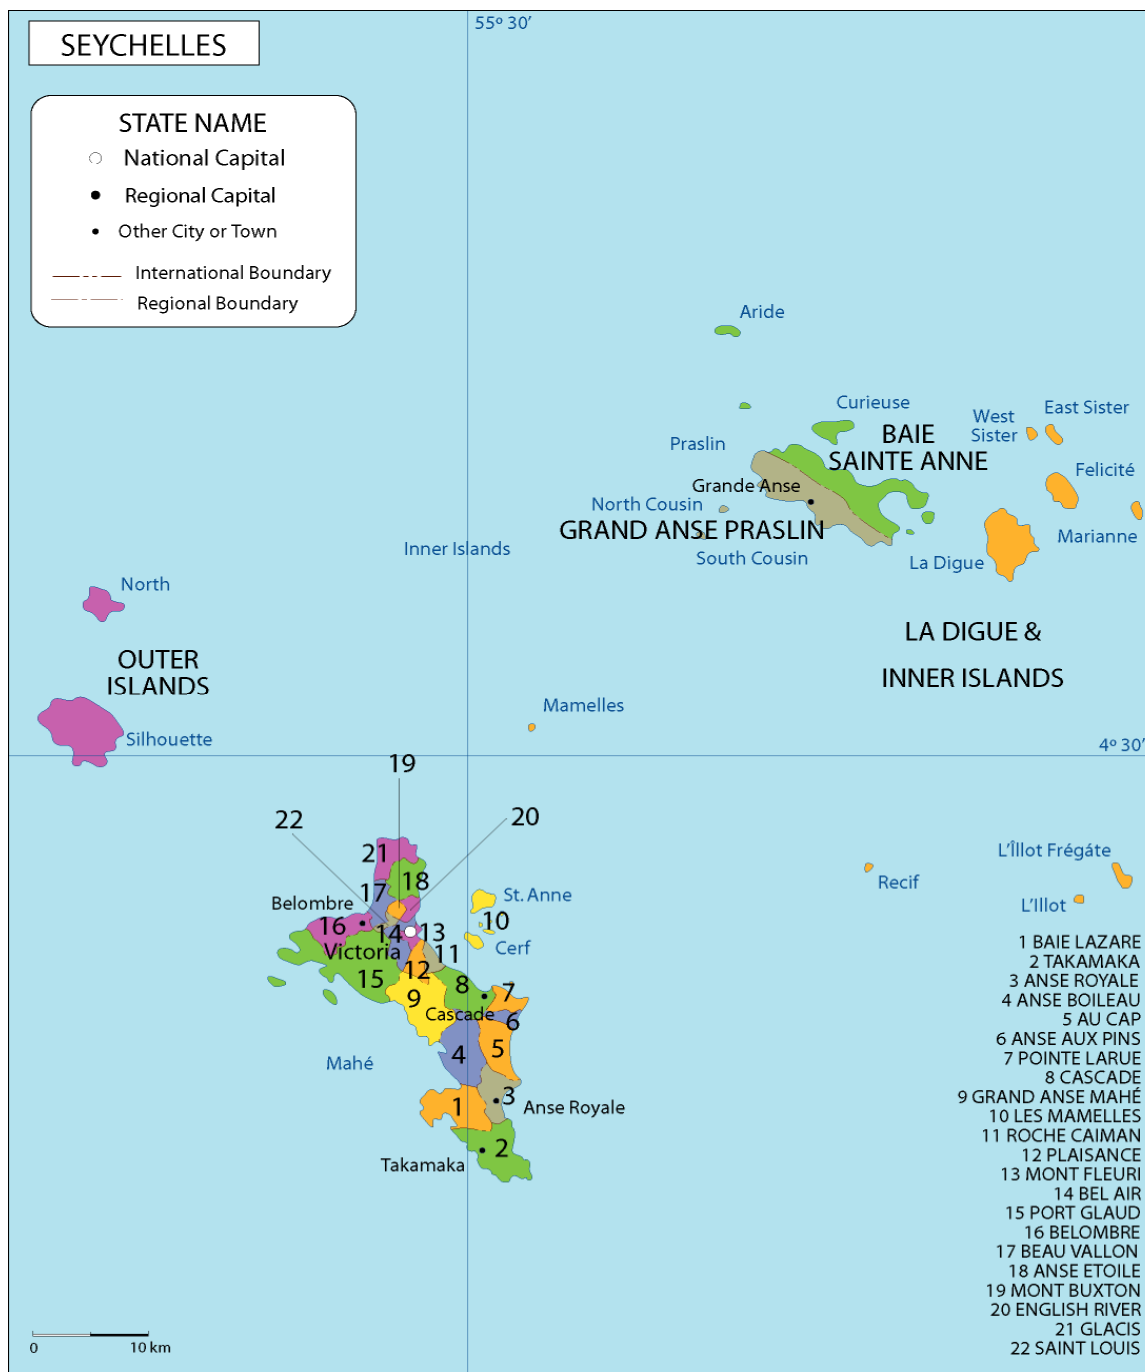 55º 30'
SEYCHELLES
STATE NAME
National Capital
Regional Capital
Other City or Town
International Boundary
Regional Boundary
Aride
Curieuse
East Sister
West
Sister
BAIE
SAINTE ANNE
Praslin
Felicité
Grande Anse
North Cousin
GRAND ANSE PRASLIN
Marianne
Inner Islands
South Cousin
La Digue
North
OUTER
ISLANDS
LA DIGUE &
INNER ISLANDS
Mamelles
Silhouette
4º 30'
19
22
20
21
L'Îllot Frégáte
18
Recif
17
St. Anne
Belombre
L'Illot
16
10
14
13
Victoria
Cerf
11
12
15
8
9
7
Cascade
6
5
4
Mahé
3
1
Anse Royale
2
Takamaka
1 BAIE LAZARE
2 TAKAMAKA
3 ANSE ROYALE
4 ANSE BOILEAU
5 AU CAP
6 ANSE AUX PINS
7 POINTE LARUE
8 CASCADE
9 GRAND ANSE MAHÉ
10 LES MAMELLES
11 ROCHE CAIMAN
12 PLAISANCE
13 MONT FLEURI
14 BEL AIR
15 PORT GLAUD
16 BELOMBRE
17 BEAU VALLON
18 ANSE ETOILE
19 MONT BUXTON
20 ENGLISH RIVER
21 GLACIS
22 SAINT LOUIS
0 10 km